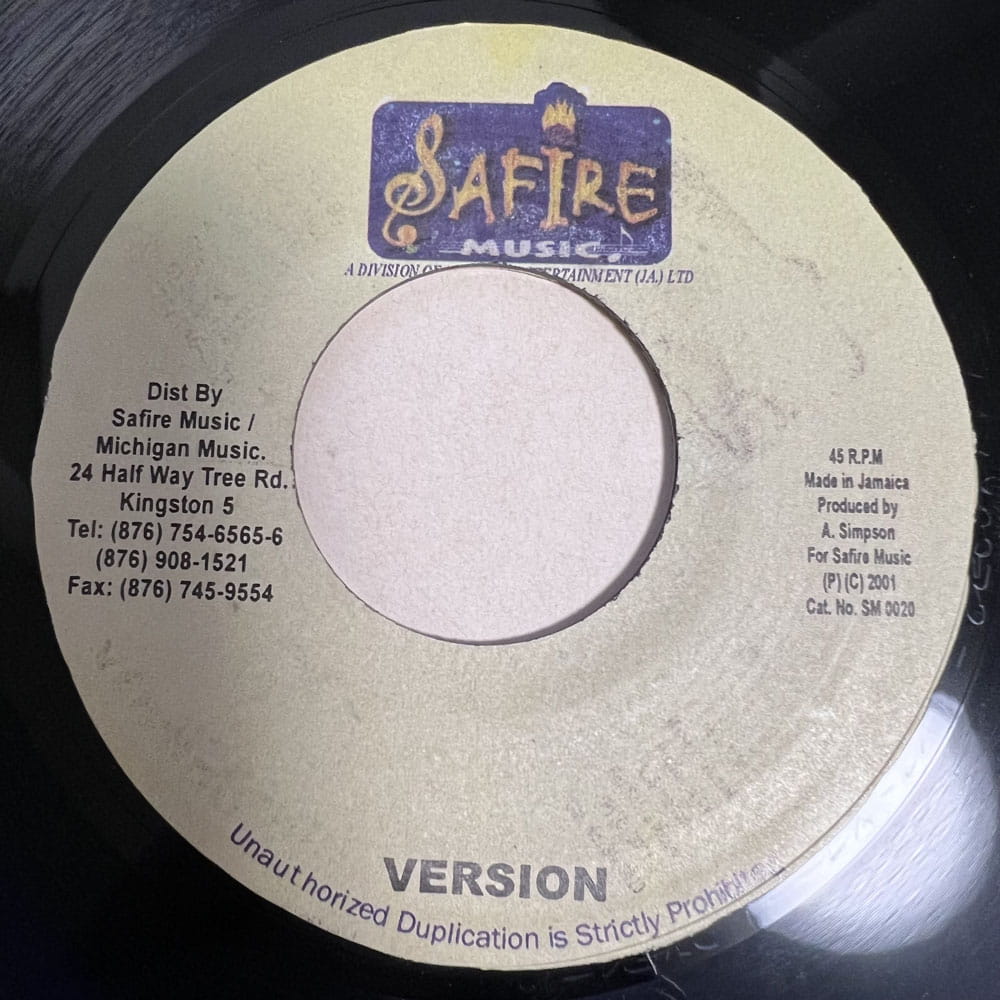 SAFIRE
MUSIC
A DIVISION OF ERTAINMENT (JA.) LTD
Dist By
Safire Music /
Michigan Music.
24 Half Way Tree Rd.
Kingston 5
Tel: (876) 754-6565-6
(876) 908-1521
Fax: (876) 745-9554
45 R.P.M
Made in Jamaica
Produced by
A. Simpson
For Safire Music
(P) (C) 2001
Cat. No. SM 0020
VERSION
Unauthorized Duplication is Strictly Prohibited